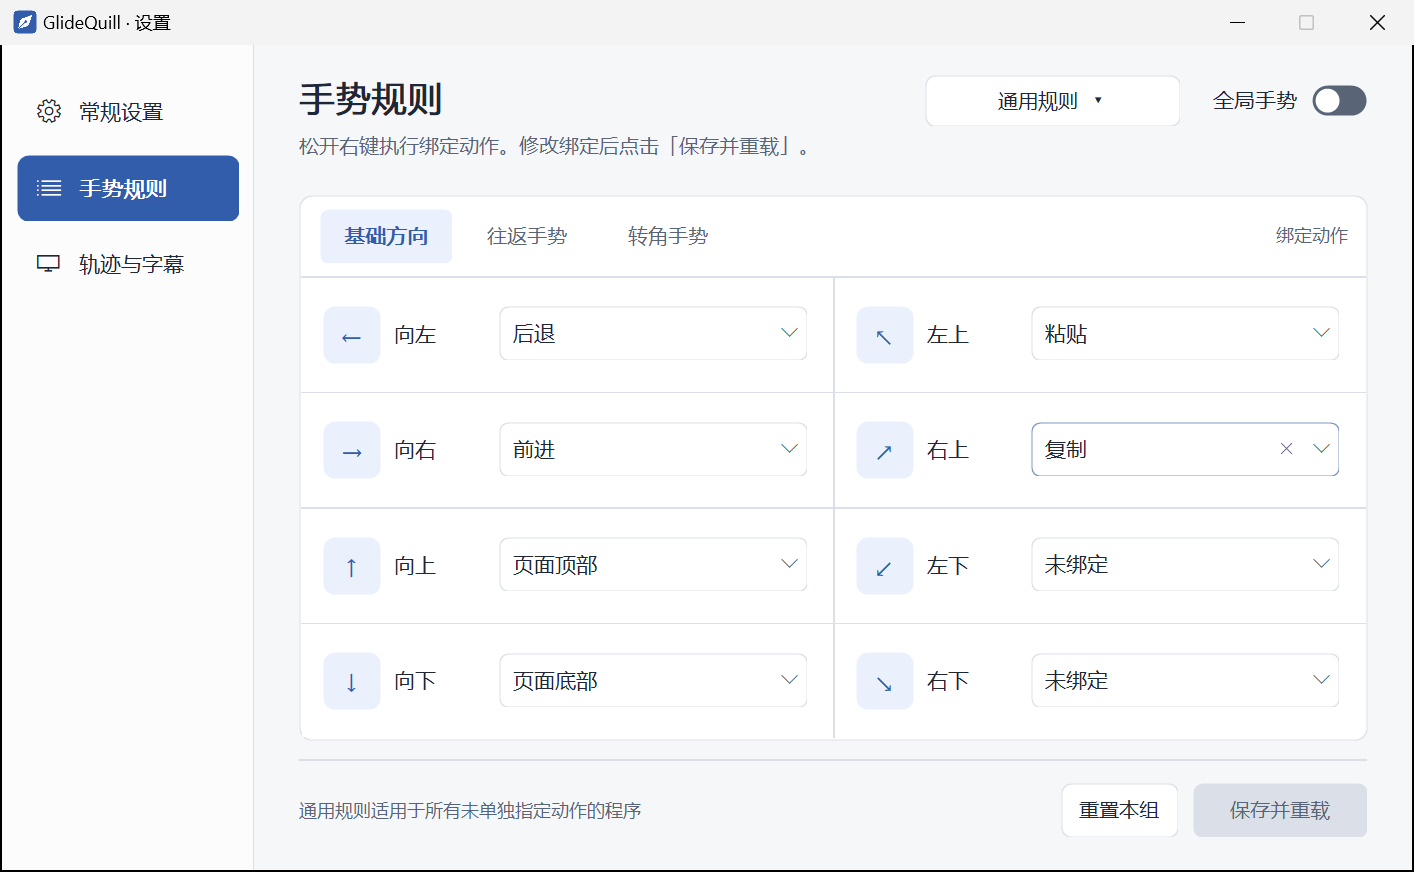 GlideQuill · 设置
常规设置
手势规则
轨迹与字幕
手势规则
通用规则 ▼
全局手势
松开右键执行绑定动作。修改绑定后点击「保存并重载」。
基础方向 往返手势 转角手势 绑定动作
← 向左 后退
↖ 左上 粘贴
→ 向右 前进
↗ 右上 复制
↑ 向上 页面顶部
↙ 左下 未绑定
↓ 向下 页面底部
↘ 右下 未绑定
通用规则适用于所有未单独指定动作的程序
重置本组
保存并重载